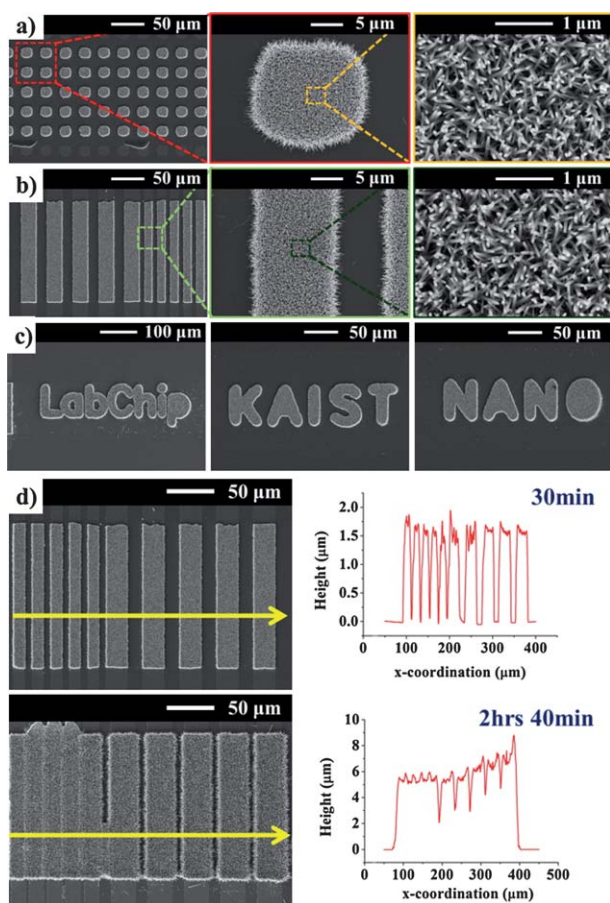 a)
50 µm
5 µm
1 µm
b)
50 µm
5 µm
1 µm
c)
100 µm
50 µm
50 µm
LabChip
KAIST
NANO
d)
50 µm
30min
Height (µm)
2.0
1.5
1.0
0.5
0.0
0 100 200 300 400
x-coordination (µm)
50 µm
2hrs 40min
Height (µm)
10
8
6
4
2
0
0 100 200 300 400 500
x-coordination (µm)